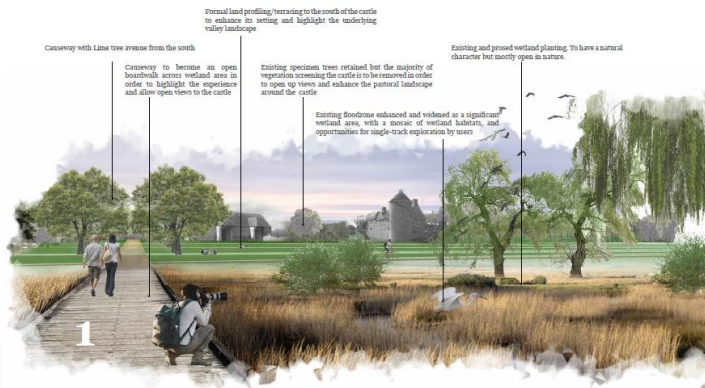 Formal land profiling/terracing to the south of the castle
to enhance its setting and highlight the underlying
valley landscape
Causeway with Lime tree avenue from the south
Causeway to become an open
boardwalk across wetland area in
order to highlight the experience
and allow open views to the castle
Existing specimen trees retained but the majority of
vegetation screening the castle is to be removed in order
to open up views and enhance the pastoral landscape
around the castle
Existing and prosed wetland planting. To have a natural
character but mostly open in nature.
Existing floodzone enhanced and widened as a significant
wetland area, with a mosaic of wetland habitats, and
opportunities for single-track exploration by users
1